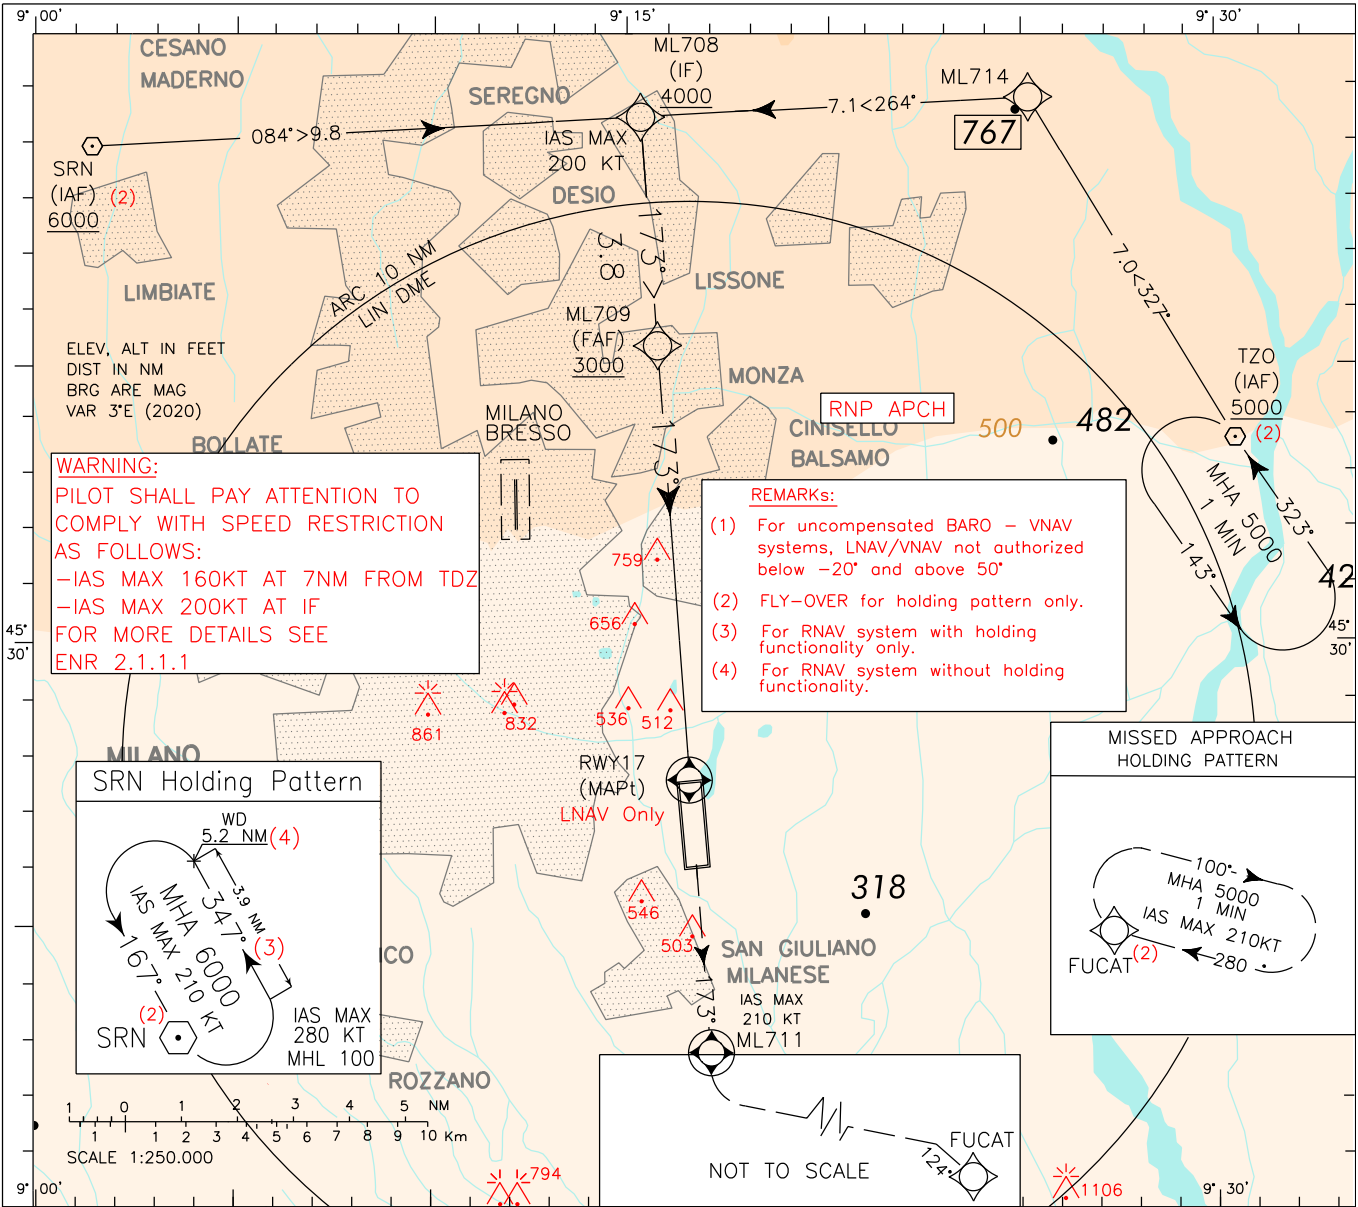 9° 00'
9° 15'
9° 30'
CESANO
MADERNO
SEREGNO
ML708
(IF)
4000
IAS MAX
200 KT
ML714
767
084°>9.8
7.1<264°
SRN
(IAF) (2)
6000
DESIO
173°>
3.8
LISSONE
LIMBIATE
ARC 10 NM
LIN DME
7.0<327°
ML709
(FAF)
3000
ELEV, ALT IN FEET
DIST IN NM
BRG ARE MAG
VAR 3°E (2020)
MONZA
TZO
(IAF)
5000
(2)
RNP APCH
MILANO
BRESSO
CINISELLO
BALSAMO
500
482
BOLLATE
173°
MHA 5000
1 MIN
323°
143°
42
WARNING:
PILOT SHALL PAY ATTENTION TO
COMPLY WITH SPEED RESTRICTION
AS FOLLOWS:
-IAS MAX 160KT AT 7NM FROM TDZ
-IAS MAX 200KT AT IF
FOR MORE DETAILS SEE
ENR 2.1.1.1
REMARKs:
(1) For uncompensated BARO - VNAV
systems, LNAV/VNAV not authorized
below -20° and above 50°
(2) FLY-OVER for holding pattern only.
(3) For RNAV system with holding
functionality only.
(4) For RNAV system without holding
functionality.
759
656
45°
30'
45°
30'
861
832
536
512
MILANO
RWY17
(MAPt)
LNAV Only
SRN Holding Pattern
WD
5.2 NM (4)
3.9 NM
(3)
347°
MHA 6000
IAS MAX 210 KT
167°
(2)
SRN
IAS MAX
280 KT
MHL 100
MISSED APPROACH
HOLDING PATTERN
100°
MHA 5000
1 MIN
IAS MAX 210KT
280°
FUCAT (2)
318
546
503
ICO
SAN GIULIANO
MILANESE
173°
IAS MAX
210 KT
ML711
ROZZANO
1 0 1 2 3 4 5 NM
1 1 2 3 4 5 6 7 8 9 10 Km
SCALE 1:250.000
FUCAT
124°
NOT TO SCALE
794
1106
9° 00'
9° 30'